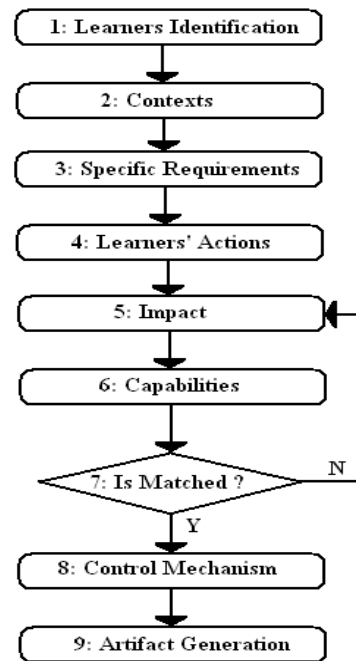 1: Learners Identification
2: Contexts
3: Specific Requirements
4: Learners' Actions
5: Impact
6: Capabilities
7: Is Matched ?
N
Y
8: Control Mechanism
9: Artifact Generation